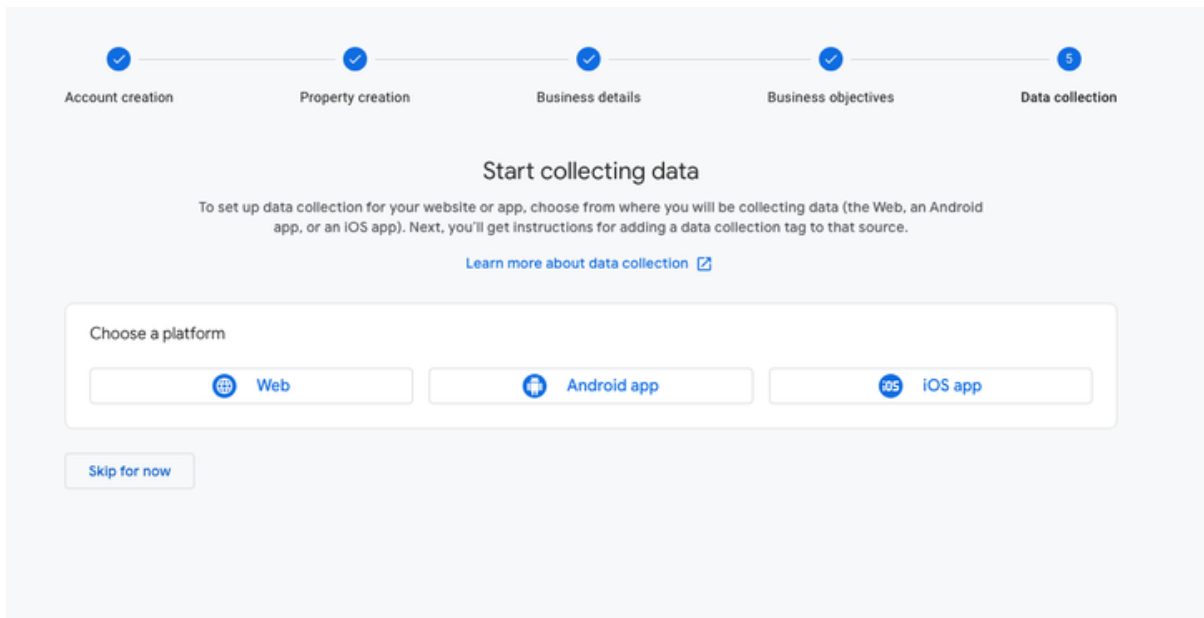 5
Account creation
Property creation
Business details
Business objectives
Data collection
Start collecting data
To set up data collection for your website or app, choose from where you will be collecting data (the Web, an Android
app, or an iOS app). Next, you'll get instructions for adding a data collection tag to that source.
Learn more about data collection
Choose a platform
Web
Android app
iOS iOS app
Skip for now